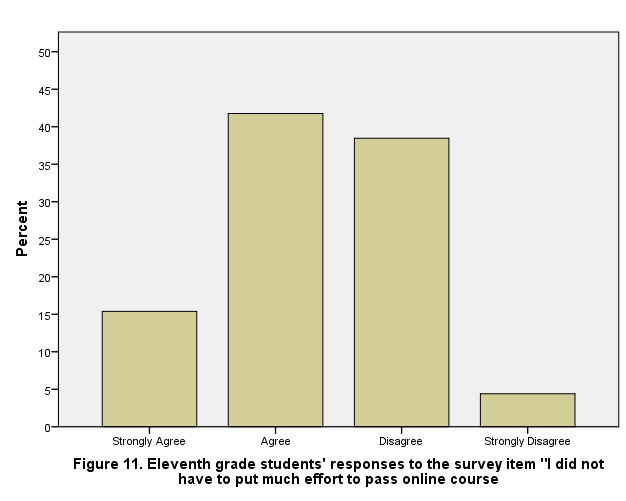 50
45
40
35
30
25
20
15
10
5
0
Percent
Strongly Agree
Agree
Disagree
Strongly Disagree
Figure 11. Eleventh grade students' responses to the survey item "I did not
have to put much effort to pass online course